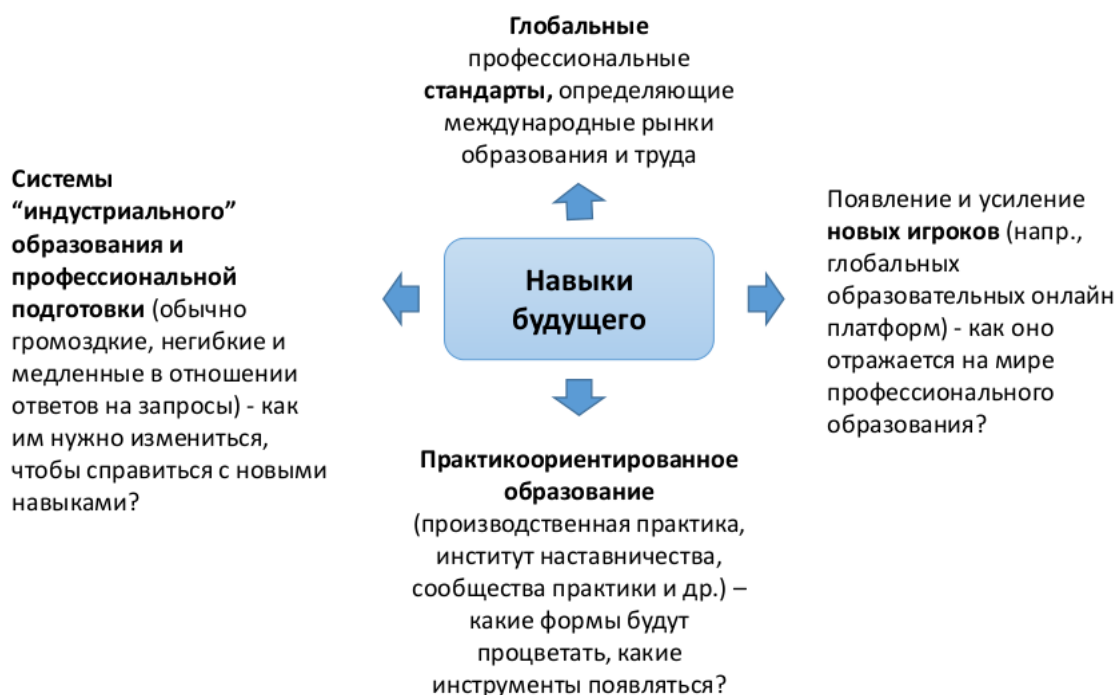 Глобальные
профессиональные
стандарты, определяющие
международные рынки
образования и труда
Системы
“индустриального”
образования и
профессиональной
подготовки (обычно
громоздкие, негибкие и
медленные в отношении
ответов на запросы) - как
им нужно измениться,
чтобы справиться с новыми
навыками?
Навыки
будущего
Появление и усиление
новых игроков (напр.,
глобальных
образовательных онлайн
платформ) - как оно
отражается на мире
профессионального
образования?
Практикоориентированное
образование
(производственная практика,
институт наставничества,
сообщества практики и др.) –
какие формы будут
процветать, какие
инструменты появляться?